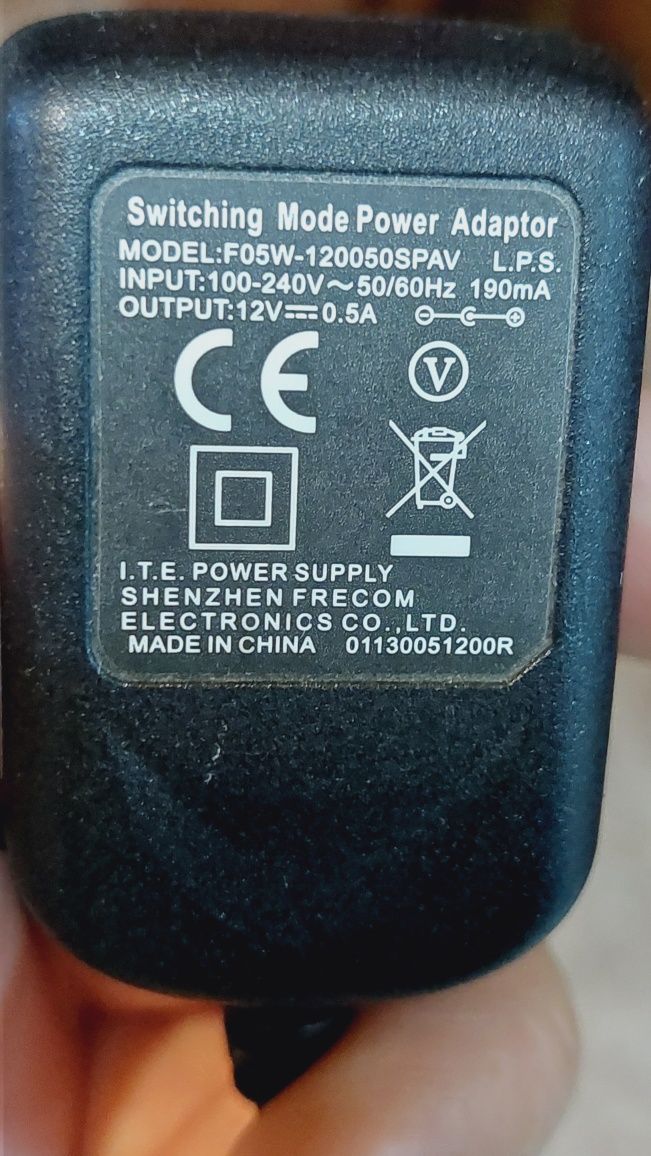 Switching Mode Power Adaptor
MODEL:F05W-120050SPAV L.P.S.
INPUT:100-240V～50/60Hz 190mA
OUTPUT:12V⎓0.5A
CE
V
I.T.E. POWER SUPPLY
SHENZHEN FRECOM
ELECTRONICS CO.,LTD.
MADE IN CHINA 01130051200R